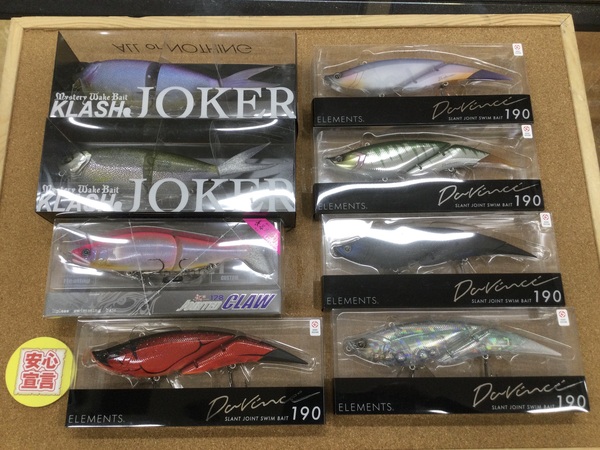 ALL or NOTHING
Mystery Wake Bait
KLASH. JOKER
Mystery Wake Bait
KLASH. JOKER
JOINTED CLAW
ELEMENTS.
DaVinci 190
SLANT JOINT SWIM BAIT
ELEMENTS.
DaVinci 190
SLANT JOINT SWIM BAIT
ELEMENTS.
DaVinci 190
SLANT JOINT SWIM BAIT
ELEMENTS.
DaVinci 190
SLANT JOINT SWIM BAIT
ELEMENTS.
DaVinci 190
SLANT JOINT SWIM BAIT
安心
宣言